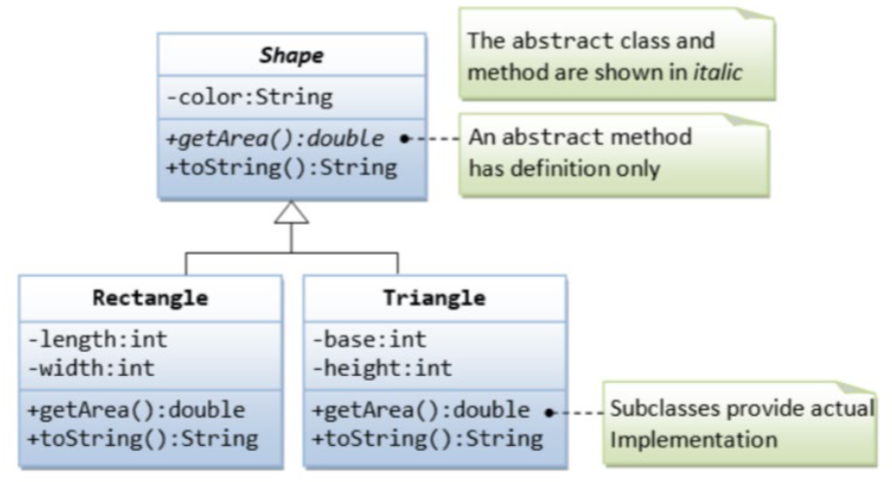 Shape
-color:String
+getArea():double
+toString():String
The abstract class and
method are shown in italic
An abstract method
has definition only
Rectangle
-length:int
-width:int
+getArea():double
+toString():String
Triangle
-base:int
-height:int
+getArea():double
+toString():String
Subclasses provide actual
Implementation